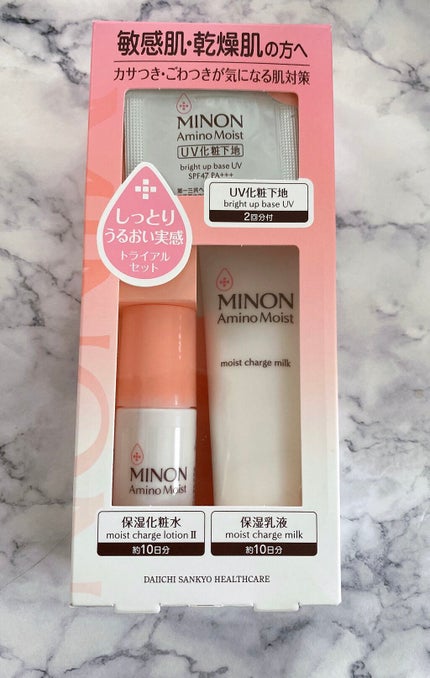 敏感肌・乾燥肌の方へ
カサつき・ごわつきが気になる肌対策
MINON
Amino Moist
UV化粧下地
bright up base UV
SPF47 PA+++
第一三共ヘ
UV化粧下地
bright up base UV
2回分付
しっとり
うるおい実感
トライアル
セット
MINON
Amino Moist
moist charge milk
MINON
Amino Moist
保湿化粧水
moist charge lotion Ⅱ
約10日分
保湿乳液
moist charge milk
約10日分
DAIICHI SANKYO HEALTHCARE